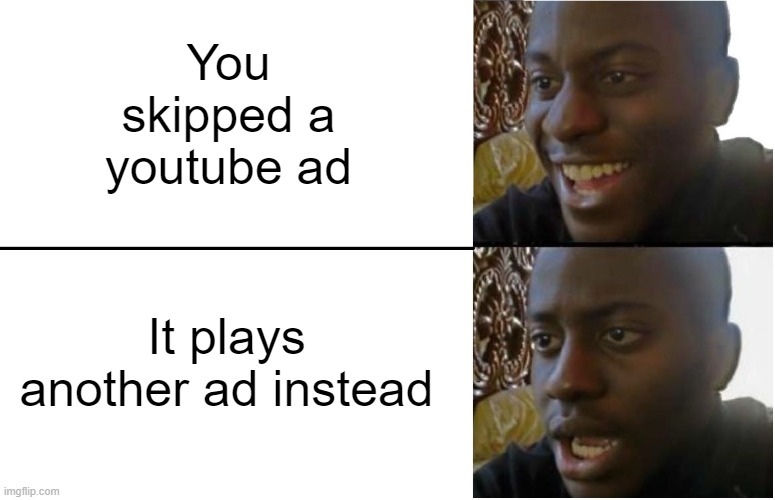 You
skipped a
youtube ad
It plays
another ad instead
imgflip.com